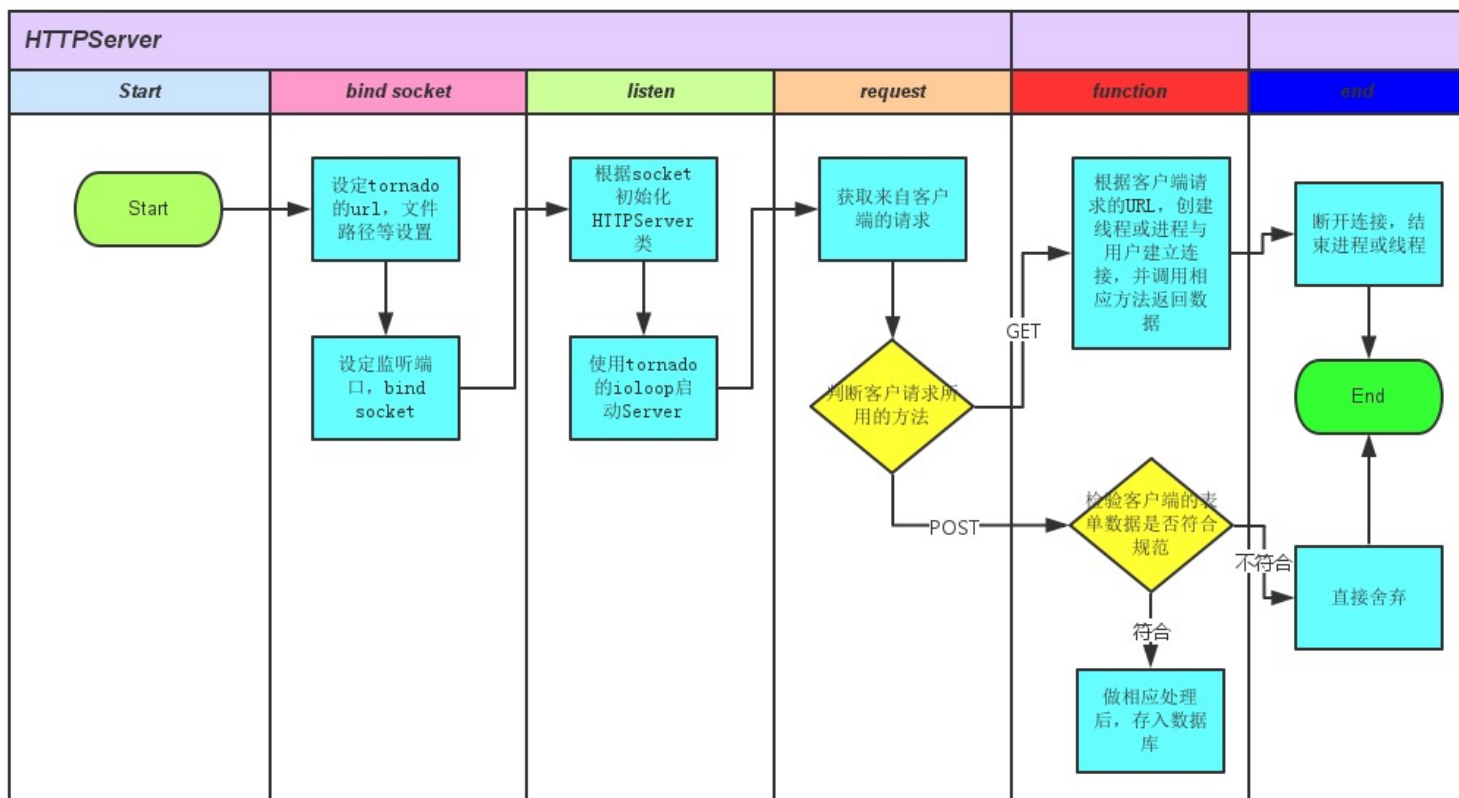 HTTPServer
Start
bind socket
listen
request
function
end
Start
设定tornado
的url，文件
路径等设置
设定监听端
口，bind
socket
根据socket
初始化
HTTPServer
类
使用tornado
的ioloop启
动Server
获取来自客户
端的请求
判断客户请求所
用的方法
GET
POST
根据客户端请
求的URL，创建
线程或进程与
用户建立连
接，并调用相
应方法返回数
据
检验客户端的表
单数据是否符合
规范
符合
不符合
做相应处理
后，存入数据
库
断开连接，结
束进程或线程
End
直接舍弃